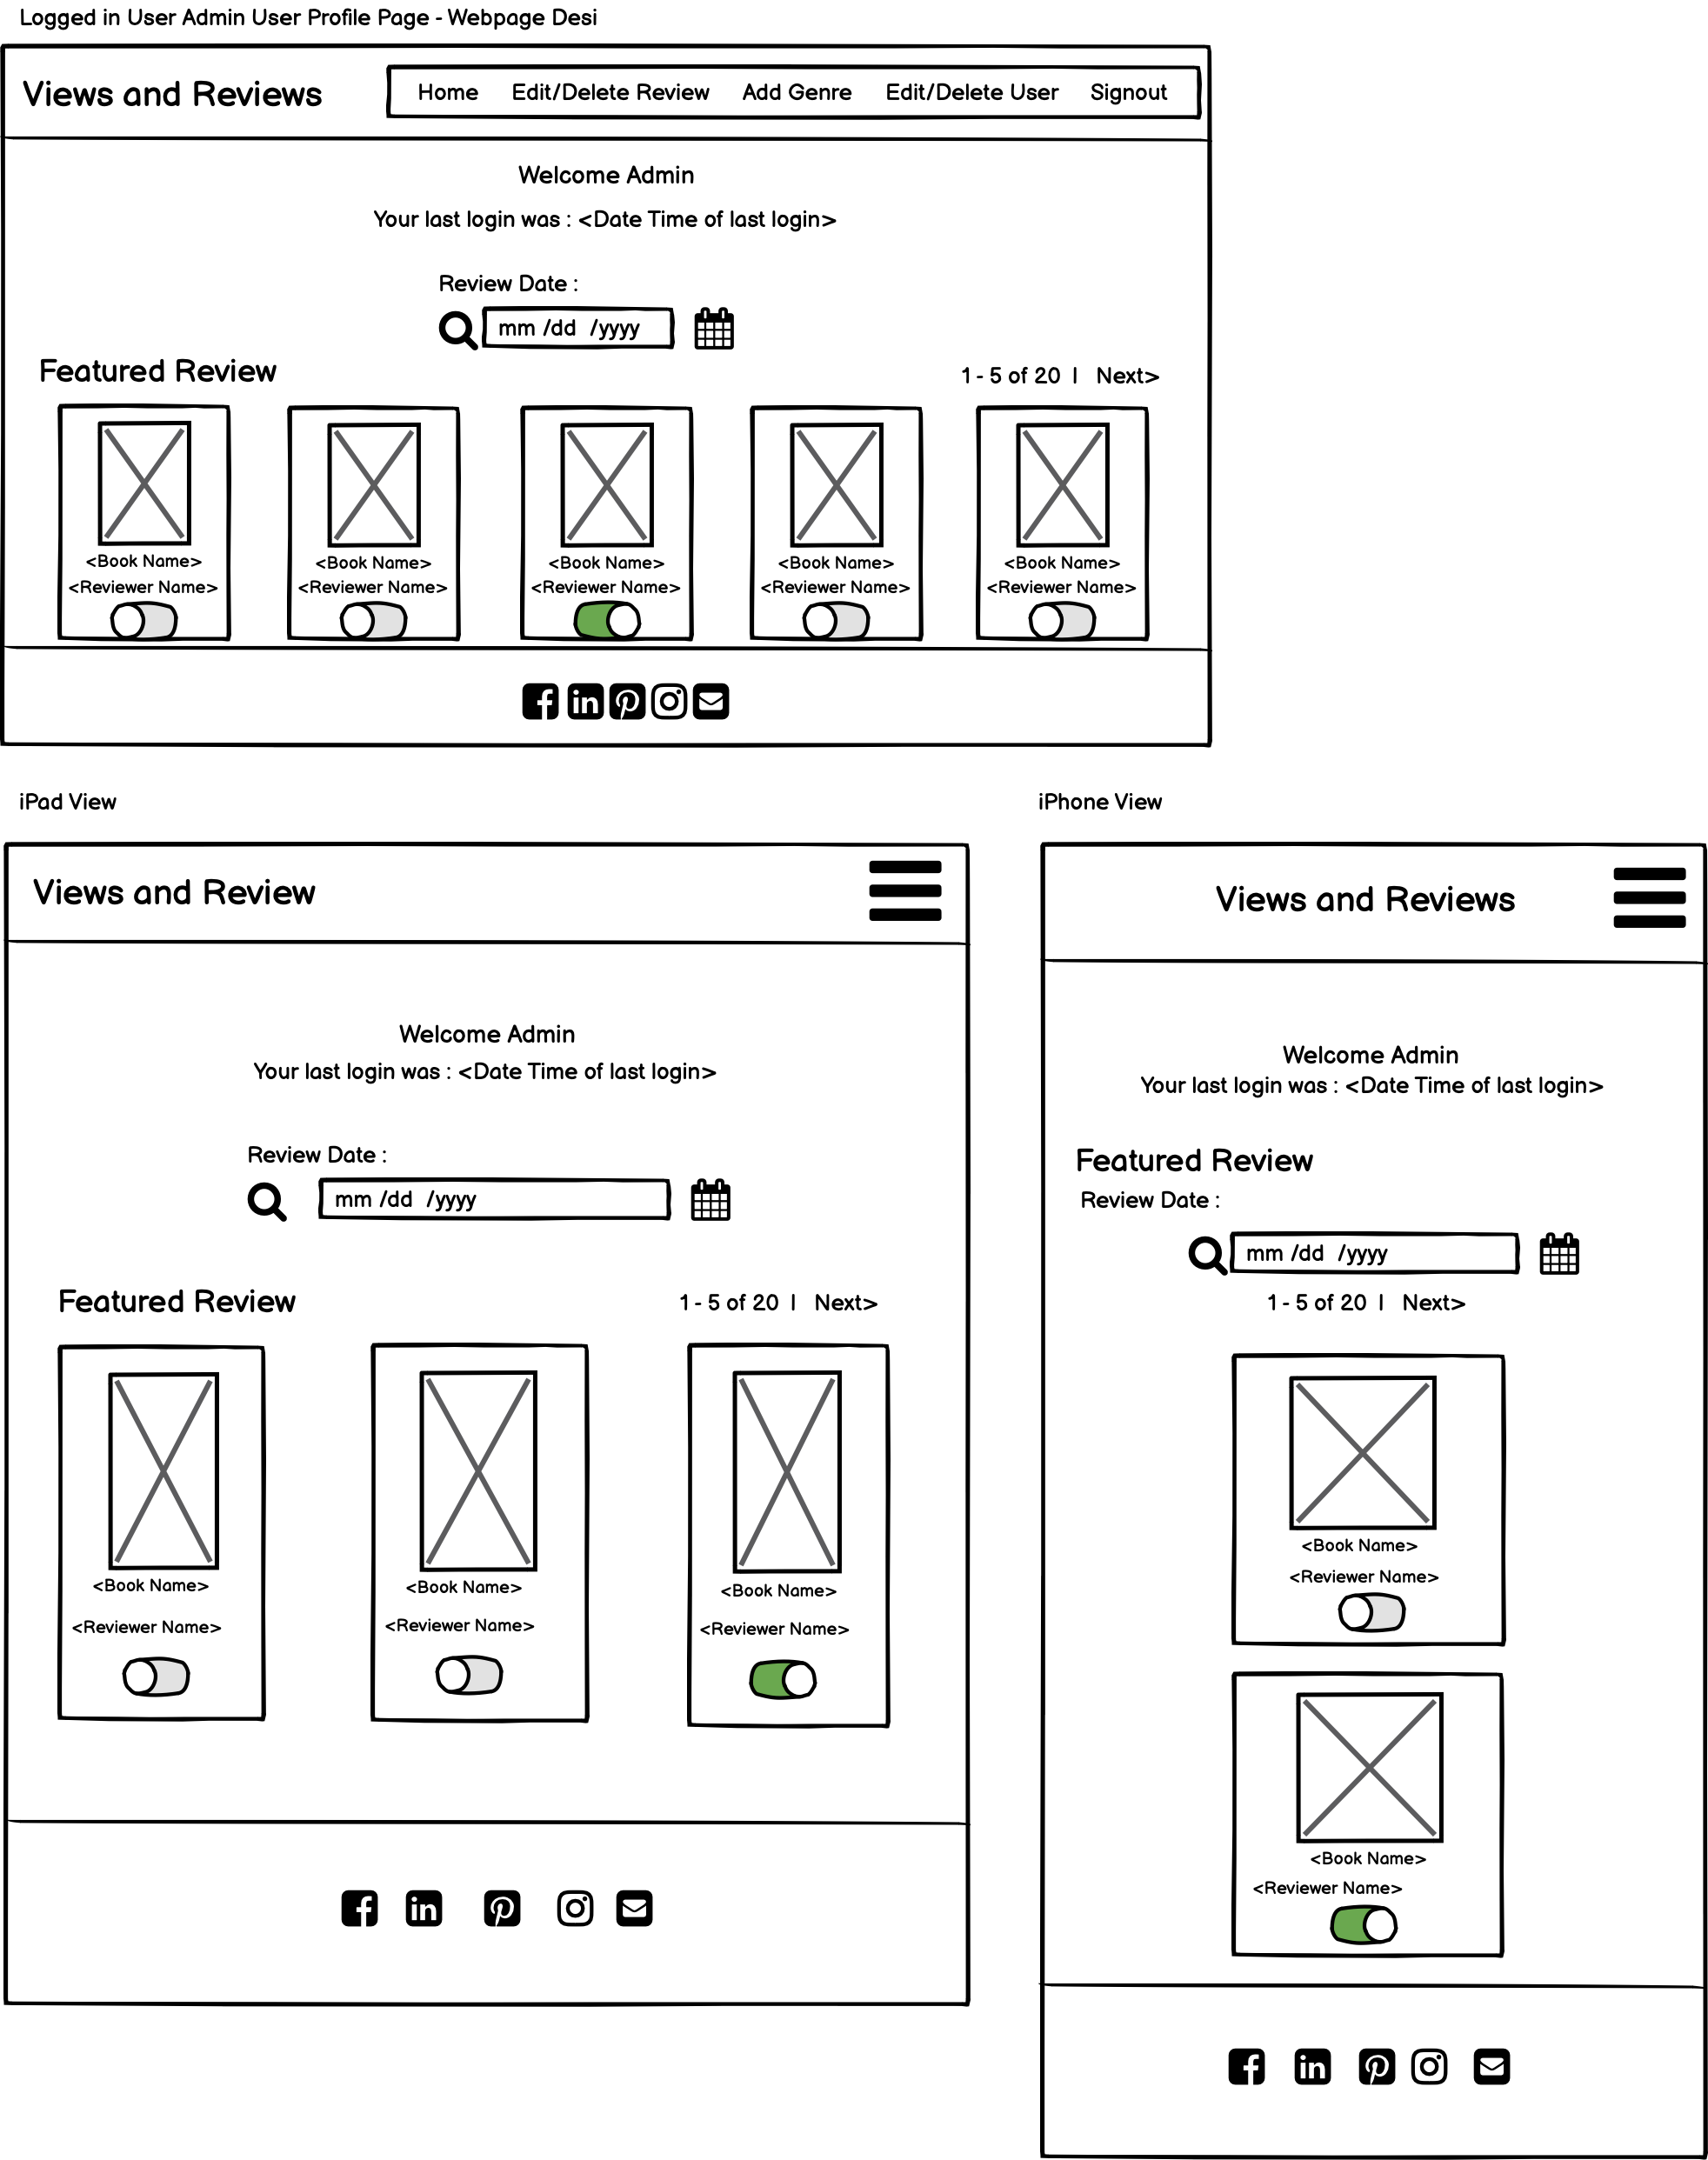 Logged in User Admin User Profile Page - Webpage Desi
Views and Reviews
Home Edit/Delete Review Add Genre Edit/Delete User Signout
Welcome Admin
Your last login was : <Date Time of last login>
Review Date :
mm /dd /yyyy
Featured Review
1 - 5 of 20 | Next>
<Book Name> <Book Name> <Book Name> <Book Name> <Book Name>
<Reviewer Name> <Reviewer Name> <Reviewer Name> <Reviewer Name> <Reviewer Name>
iPad View
Views and Review
Welcome Admin
Your last login was : <Date Time of last login>
Review Date :
mm /dd /yyyy
Featured Review
1 - 5 of 20 | Next>
<Book Name> <Book Name> <Book Name>
<Reviewer Name> <Reviewer Name> <Reviewer Name>
iPhone View
Views and Reviews
Welcome Admin
Your last login was : <Date Time of last login>
Featured Review
Review Date :
mm /dd /yyyy
1 - 5 of 20 | Next>
<Book Name>
<Reviewer Name>
<Book Name>
<Reviewer Name>